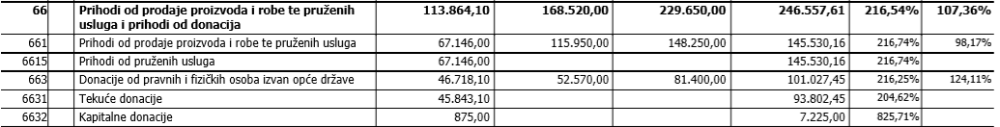 66 Prihodi od prodaje proizvoda i robe te pruženih 113.864,10 168.520,00 229.650,00 246.557,61 216,54% 107,36%
usluga i prihodi od donacija
661 Prihodi od prodaje proizvoda i robe te pruženih usluga 67.146,00 115.950,00 148.250,00 145.530,16 216,74% 98,17%
6615 Prihodi od pruženih usluga 67.146,00 145.530,16 216,74%
663 Donacije od pravnih i fizičkih osoba izvan opće države 46.718,10 52.570,00 81.400,00 101.027,45 216,25% 124,11%
6631 Tekuće donacije 45.843,10 93.802,45 204,62%
6632 Kapitalne donacije 875,00 7.225,00 825,71%